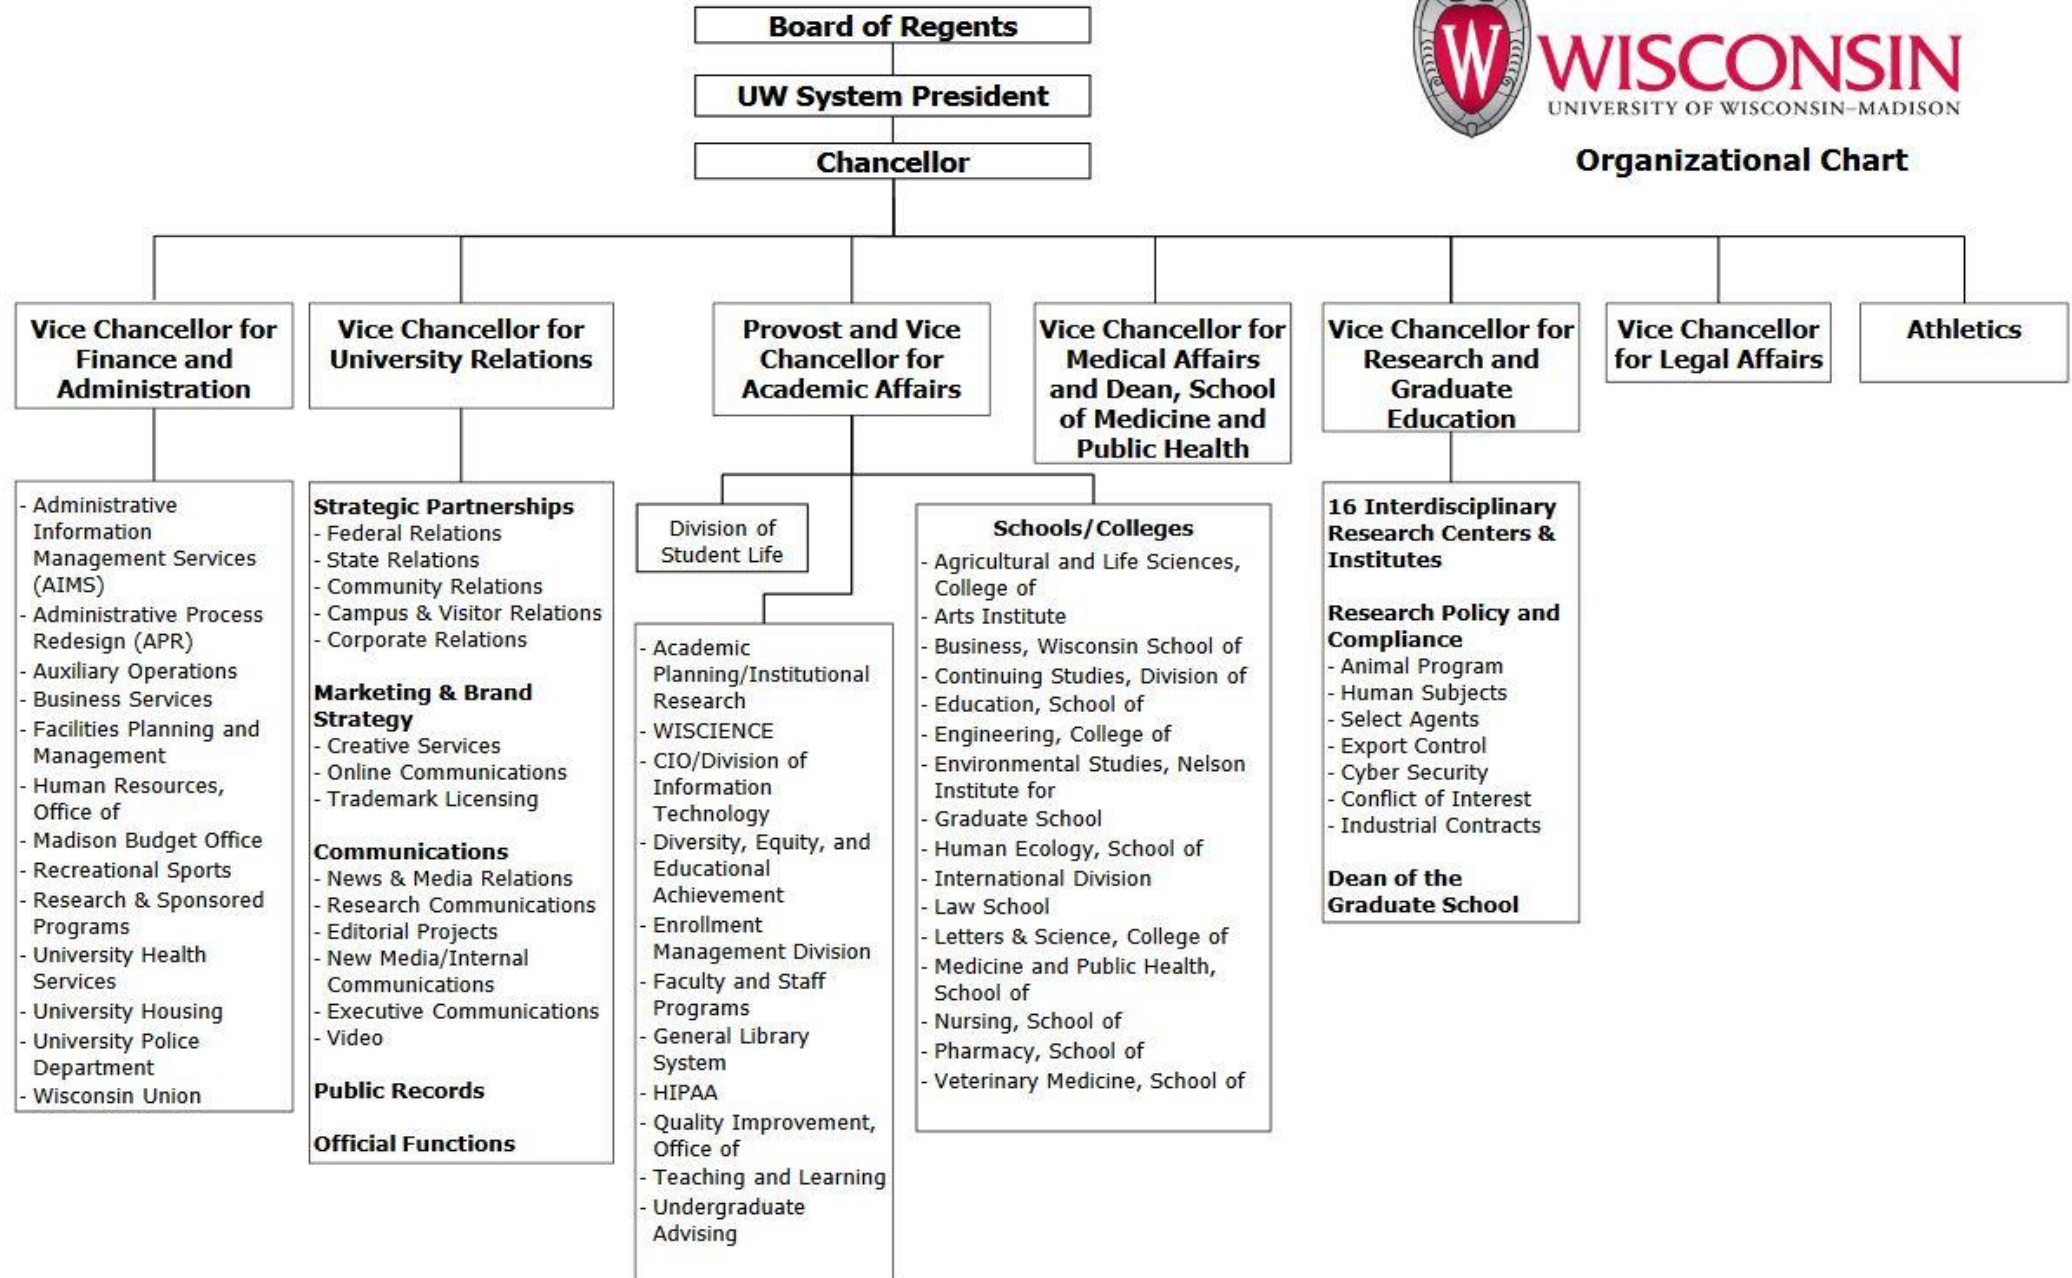 Board of Regents
UW System President
Chancellor
W
WISCONSIN
UNIVERSITY OF WISCONSIN–MADISON
Organizational Chart
Vice Chancellor for
Finance and
Administration
- Administrative
Information
Management Services
(AIMS)
- Administrative Process
Redesign (APR)
- Auxiliary Operations
- Business Services
- Facilities Planning and
Management
- Human Resources,
Office of
- Madison Budget Office
- Recreational Sports
- Research & Sponsored
Programs
- University Health
Services
- University Housing
- University Police
Department
- Wisconsin Union
Vice Chancellor for
University Relations
Strategic Partnerships
- Federal Relations
- State Relations
- Community Relations
- Campus & Visitor Relations
- Corporate Relations
Marketing & Brand
Strategy
- Creative Services
- Online Communications
- Trademark Licensing
Communications
- News & Media Relations
- Research Communications
- Editorial Projects
- New Media/Internal
Communications
- Executive Communications
- Video
Public Records
Official Functions
Provost and Vice
Chancellor for
Academic Affairs
Division of
Student Life
- Academic
Planning/Institutional
Research
- WISCIENCE
- CIO/Division of
Information
Technology
- Diversity, Equity, and
Educational
Achievement
- Enrollment
Management Division
- Faculty and Staff
Programs
- General Library
System
- HIPAA
- Quality Improvement,
Office of
- Teaching and Learning
- Undergraduate
Advising
Schools/Colleges
- Agricultural and Life Sciences,
College of
- Arts Institute
- Business, Wisconsin School of
- Continuing Studies, Division of
- Education, School of
- Engineering, College of
- Environmental Studies, Nelson
Institute for
- Graduate School
- Human Ecology, School of
- International Division
- Law School
- Letters & Science, College of
- Medicine and Public Health,
School of
- Nursing, School of
- Pharmacy, School of
- Veterinary Medicine, School of
Vice Chancellor for
Medical Affairs
and Dean, School
of Medicine and
Public Health
Vice Chancellor for
Research and
Graduate
Education
16 Interdisciplinary
Research Centers &
Institutes
Research Policy and
Compliance
- Animal Program
- Human Subjects
- Select Agents
- Export Control
- Cyber Security
- Conflict of Interest
- Industrial Contracts
Dean of the
Graduate School
Vice Chancellor
for Legal Affairs
Athletics